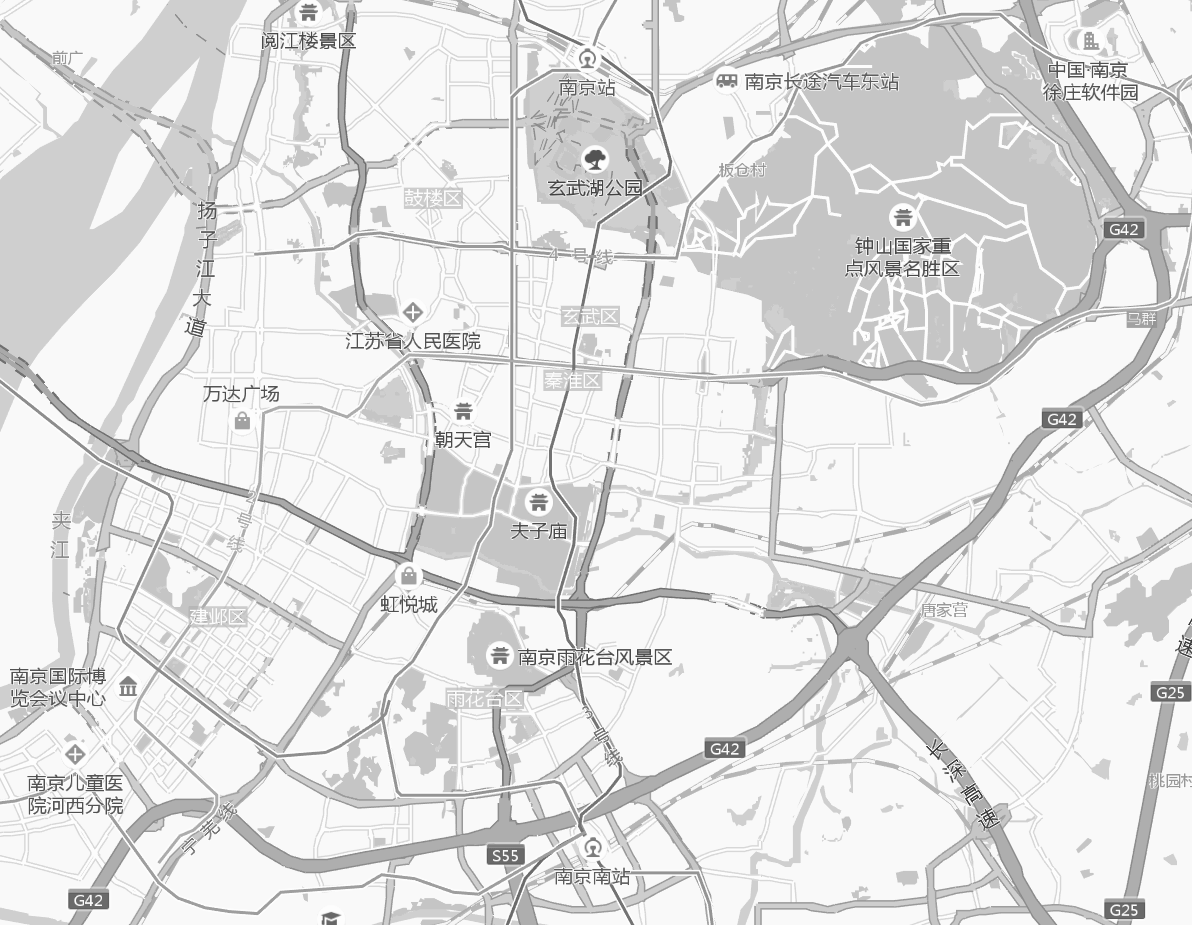 阅江楼景区
前广
南京站
南京长途汽车东站
中国·南京
徐庄软件园
玄武湖公园
板仓村
鼓楼区
扬子江大道
G42
钟山国家重
点风景名胜区
4号线
玄武区
马群
江苏省人民医院
秦淮区
万达广场
朝天宫
G42
2号线
夹江
夫子庙
虹悦城
建邺区
唐家营
南京雨花台风景区
南京国际博
览会议中心
雨花台区
速
G25
3号线
G42
长深高速
南京儿童医
院河西分院
桃园村
宁芜线
S55
南京南站
G42
G25